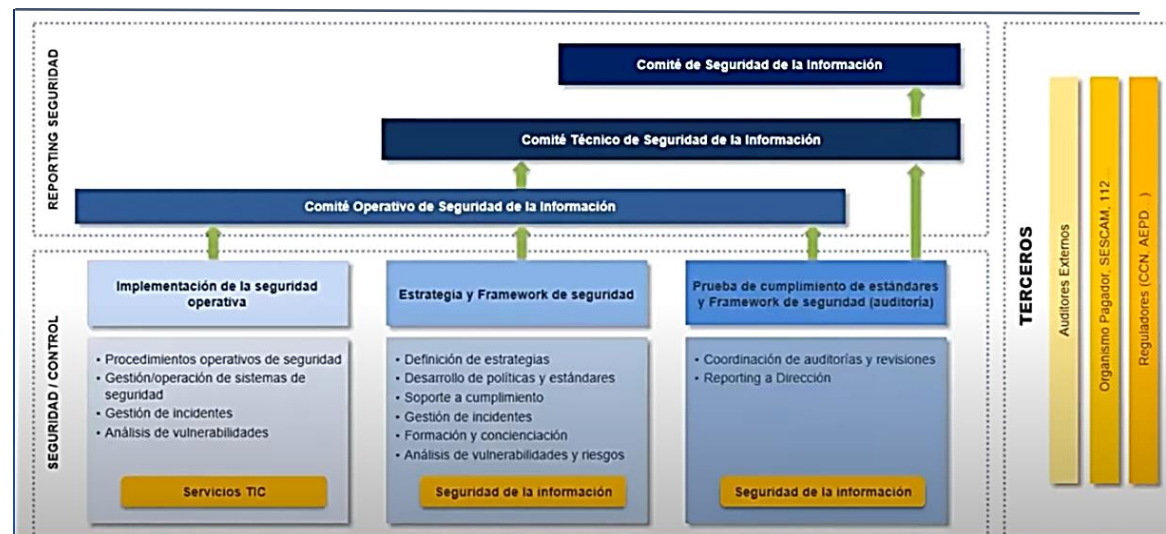 REPORTING SEGURIDAD
Comité de Seguridad de la Información
Comité Técnico de Seguridad de la Información
Comité Operativo de Seguridad de la Información
SEGURIDAD / CONTROL
Implementación de la seguridad
operativa
• Procedimientos operativos de seguridad
• Gestión/operación de sistemas de
seguridad
• Gestión de incidentes
• Análisis de vulnerabilidades
Servicios TIC
Estrategia y Framework de seguridad
• Definición de estrategias
• Desarrollo de políticas y estándares
• Soporte a cumplimiento
• Gestión de incidentes
• Formación y concienciación
• Análisis de vulnerabilidades y riesgos
Seguridad de la información
Prueba de cumplimiento de estándares
y Framework de seguridad (auditoría)
• Coordinación de auditorías y revisiones
• Reporting a Dirección
Seguridad de la información
TERCEROS
Auditores Externos
Organismo Pagador, SESCAM, 112 ...
Reguladores (CCN, AEPD...)